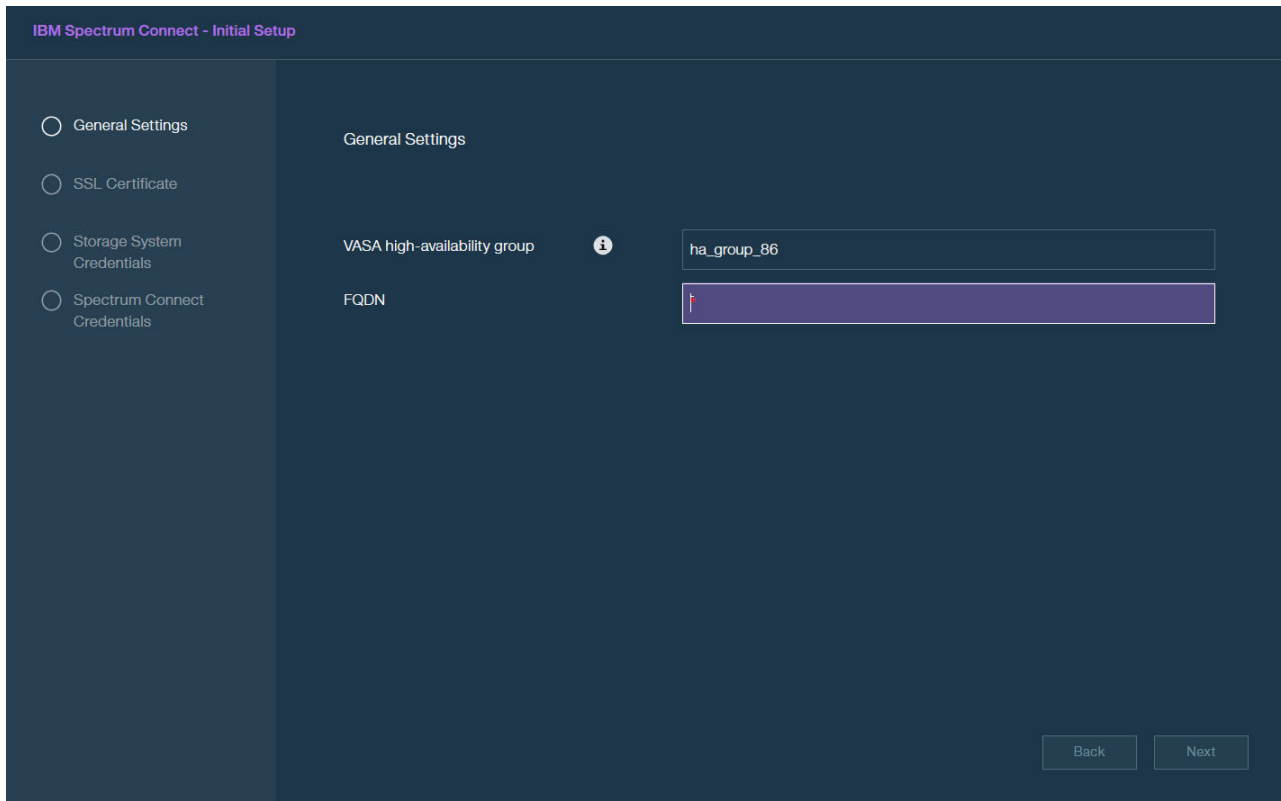 IBM Spectrum Connect - Initial Setup
General Settings
SSL Certificate
Storage System
Credentials
Spectrum Connect
Credentials
General Settings
VASA high-availability group
ha_group_86
FQDN
*
Back
Next